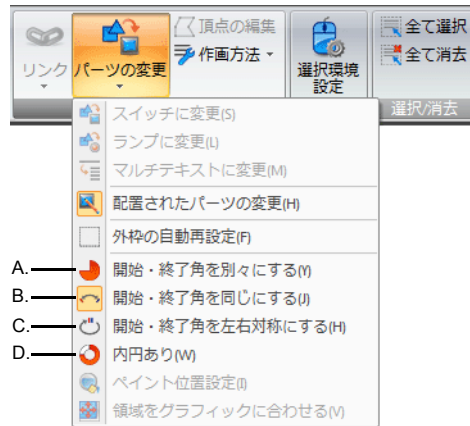 リンク
パーツの変更
頂点の編集
作画方法
選択環境
設定
全て選択
全て消去
選択/消去
スイッチに変更(S)
ランプに変更(L)
マルチテキストに変更(M)
配置されたパーツの変更(H)
外枠の自動再設定(F)
A. 開始・終了角を別々にする(Y)
B. 開始・終了角を同じにする(J)
C. 開始・終了角を左右対称にする(H)
D. 内円あり(W)
ペイント位置設定(I)
領域をグラフィックに合わせる(V)